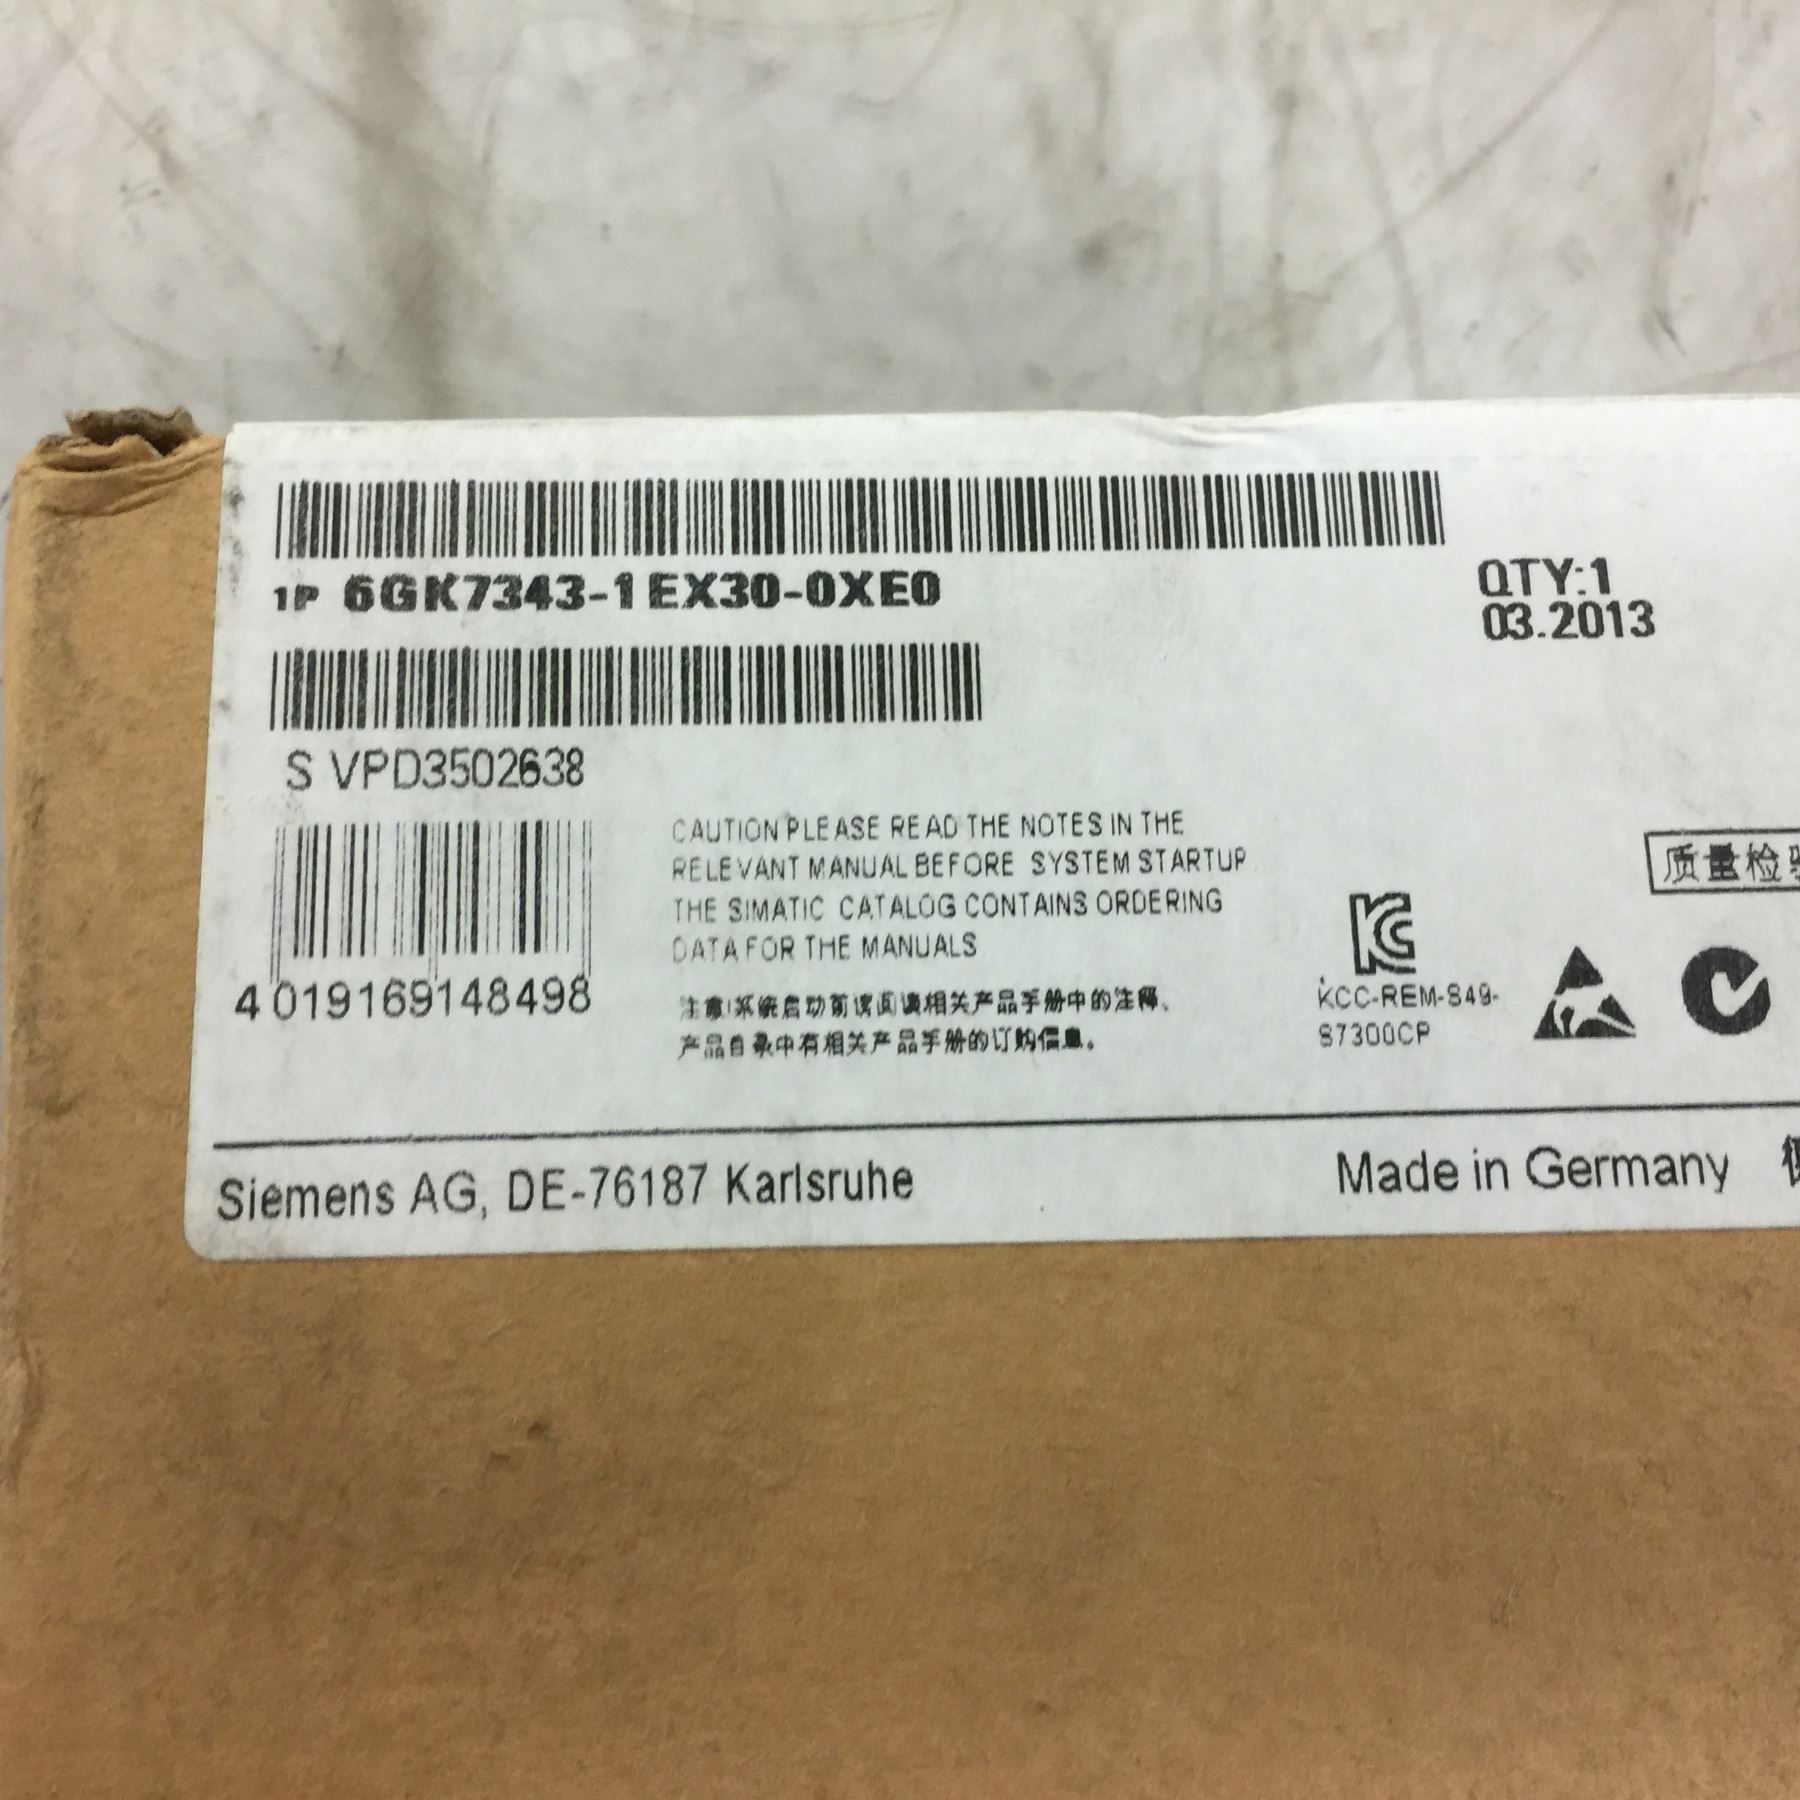 1P 6GK7343-1EX30-0XE0
QTY:1
03.2013
S VPD3502638
4 019169148498
CAUTION PLEASE READ THE NOTES IN THE
RELEVANT MANUAL BEFORE SYSTEM STARTUP
THE SIMATIC CATALOG CONTAINS ORDERING
DATA FOR THE MANUALS
注意!系统启动前请阅读相关产品手册中的注释、
产品目录中有相关产品手册的订购信息。
KCC-REM-S49-
S7300CP
质量检
Siemens AG, DE-76187 Karlsruhe
Made in Germany